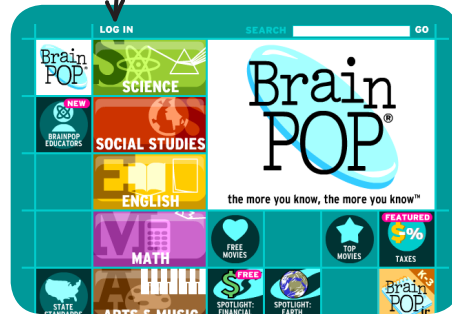 LOG IN
SEARCH
GO
Brain
POP®
SCIENCE
Brain
POP®
the more you know, the more you know™
NEW
BRAINPOP
EDUCATORS
SOCIAL STUDIES
ENGLISH
MATH
FREE
MOVIES
TOP
MOVIES
FEATURED
$%
TAXES
STATE
STANDARDS
ARTS & MUSIC
FREE
$
SPOTLIGHT:
FINANCIAL
SPOTLIGHT:
EARTH
K-3
Brain
POP
Jr.